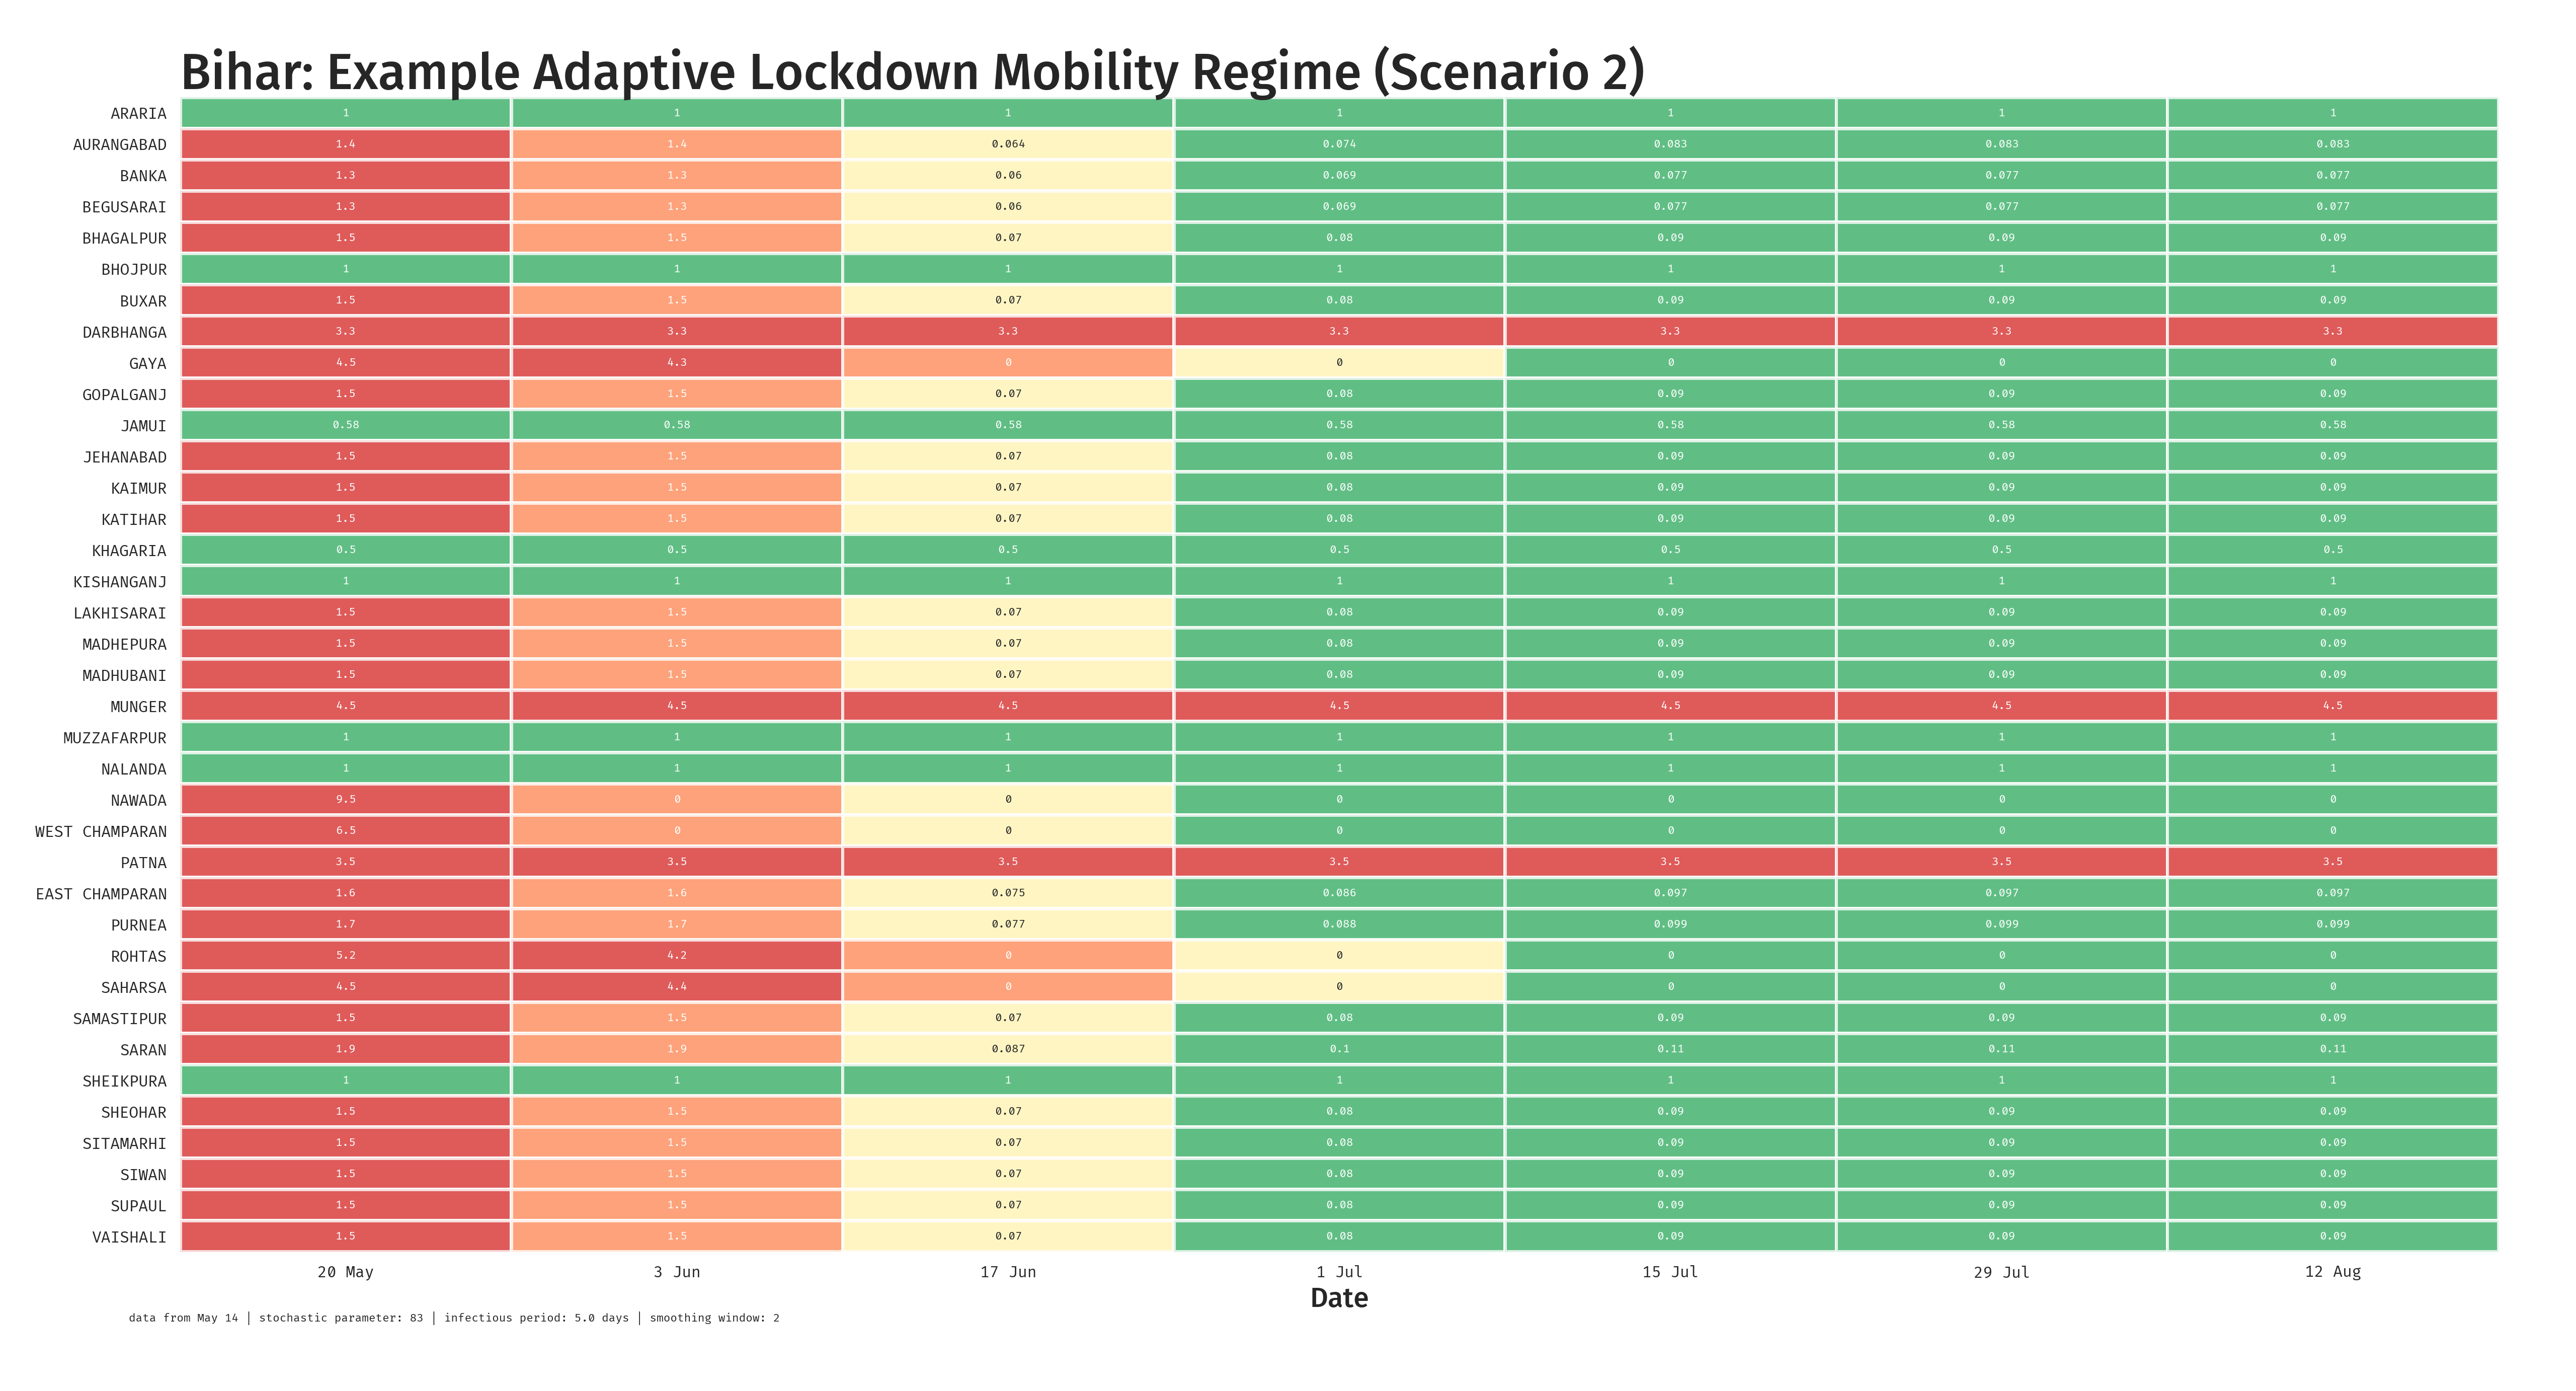 Bihar: Example Adaptive Lockdown Mobility Regime (Scenario 2)
ARARIA 1 1 1 1 1 1 1
AURANGABAD 1.4 1.4 0.064 0.074 0.083 0.083 0.083
BANKA 1.3 1.3 0.06 0.069 0.077 0.077 0.077
BEGUSARAI 1.3 1.3 0.06 0.069 0.077 0.077 0.077
BHAGALPUR 1.5 1.5 0.07 0.08 0.09 0.09 0.09
BHOJPUR 1 1 1 1 1 1 1
BUXAR 1.5 1.5 0.07 0.08 0.09 0.09 0.09
DARBHANGA 3.3 3.3 3.3 3.3 3.3 3.3 3.3
GAYA 4.5 4.3 0 0 0 0 0
GOPALGANJ 1.5 1.5 0.07 0.08 0.09 0.09 0.09
JAMUI 0.58 0.58 0.58 0.58 0.58 0.58 0.58
JEHANABAD 1.5 1.5 0.07 0.08 0.09 0.09 0.09
KAIMUR 1.5 1.5 0.07 0.08 0.09 0.09 0.09
KATIHAR 1.5 1.5 0.07 0.08 0.09 0.09 0.09
KHAGARIA 0.5 0.5 0.5 0.5 0.5 0.5 0.5
KISHANGANJ 1 1 1 1 1 1 1
LAKHISARAI 1.5 1.5 0.07 0.08 0.09 0.09 0.09
MADHEPURA 1.5 1.5 0.07 0.08 0.09 0.09 0.09
MADHUBANI 1.5 1.5 0.07 0.08 0.09 0.09 0.09
MUNGER 4.5 4.5 4.5 4.5 4.5 4.5 4.5
MUZZAFARPUR 1 1 1 1 1 1 1
NALANDA 1 1 1 1 1 1 1
NAWADA 9.5 0 0 0 0 0 0
WEST CHAMPARAN 6.5 0 0 0 0 0 0
PATNA 3.5 3.5 3.5 3.5 3.5 3.5 3.5
EAST CHAMPARAN 1.6 1.6 0.075 0.086 0.097 0.097 0.097
PURNEA 1.7 1.7 0.077 0.088 0.099 0.099 0.099
ROHTAS 5.2 4.2 0 0 0 0 0
SAHARSA 4.5 4.4 0 0 0 0 0
SAMASTIPUR 1.5 1.5 0.07 0.08 0.09 0.09 0.09
SARAN 1.9 1.9 0.087 0.1 0.11 0.11 0.11
SHEIKPURA 1 1 1 1 1 1 1
SHEOHAR 1.5 1.5 0.07 0.08 0.09 0.09 0.09
SITAMARHI 1.5 1.5 0.07 0.08 0.09 0.09 0.09
SIWAN 1.5 1.5 0.07 0.08 0.09 0.09 0.09
SUPAUL 1.5 1.5 0.07 0.08 0.09 0.09 0.09
VAISHALI 1.5 1.5 0.07 0.08 0.09 0.09 0.09
20 May 3 Jun 17 Jun 1 Jul 15 Jul 29 Jul 12 Aug
Date
data from May 14 | stochastic parameter: 83 | infectious period: 5.0 days | smoothing window: 2